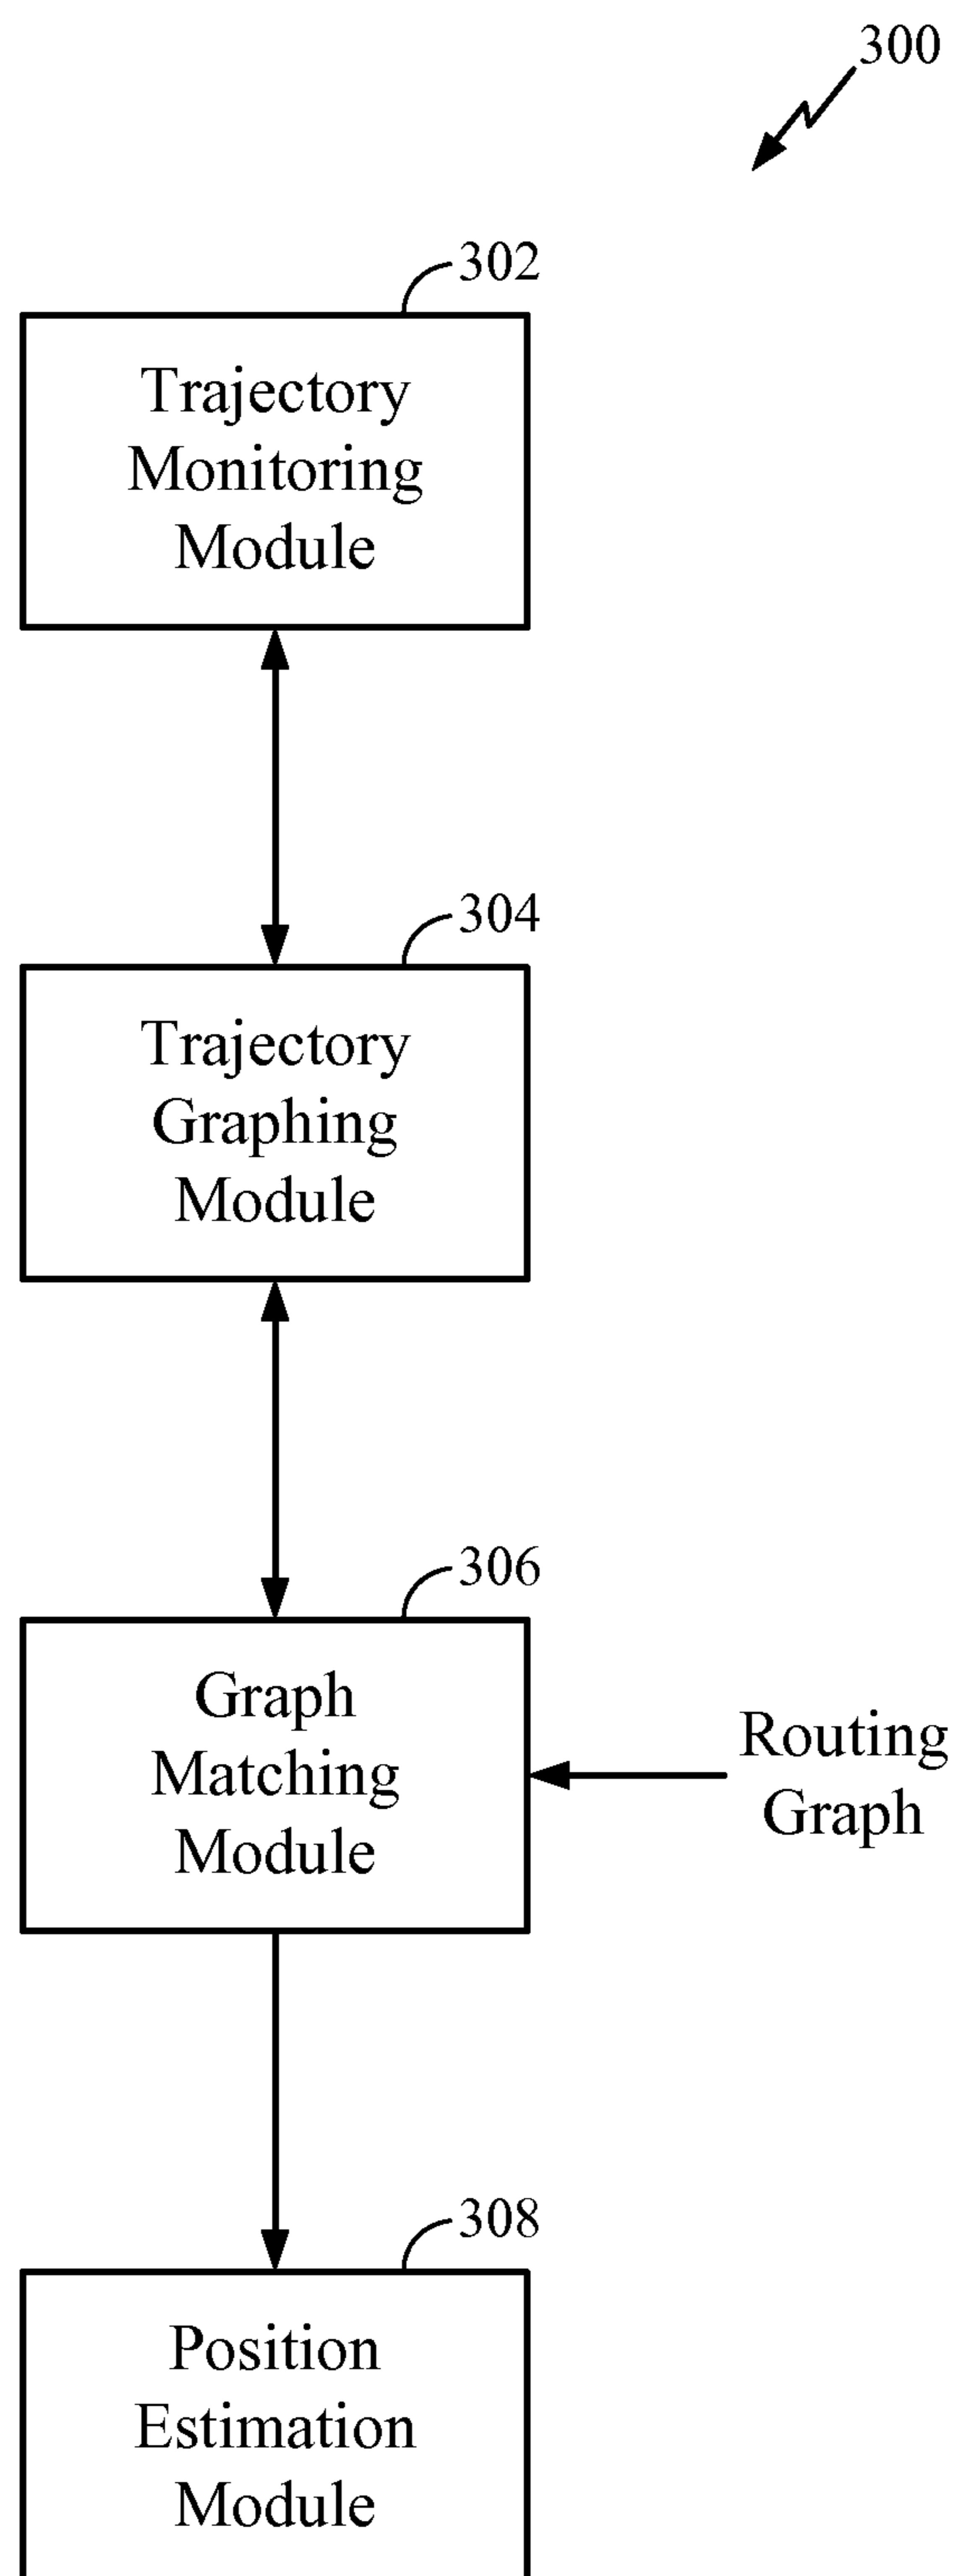 300
302
Trajectory
Monitoring
Module
304
Trajectory
Graphing
Module
306
Graph
Matching
Module
Routing
Graph
308
Position
Estimation
Module